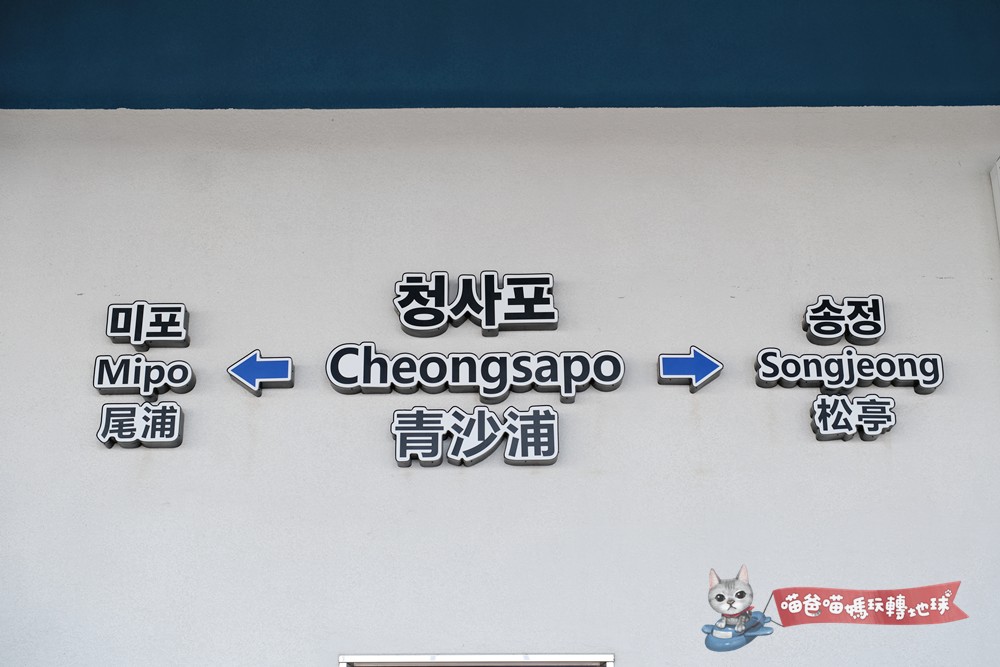 미포
Mipo
尾浦
청사포
Cheongsapo
青沙浦
송정
Songjeong
松亭
喵爸喵媽玩轉地球